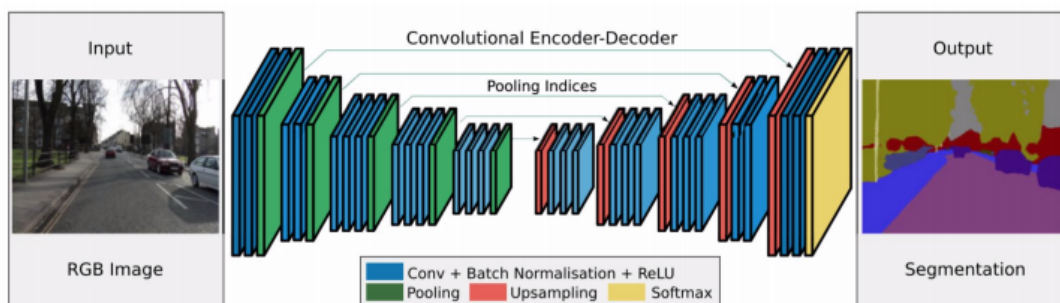 Input
RGB Image
Convolutional Encoder-Decoder
Pooling Indices
Conv + Batch Normalisation + ReLU
Pooling Upsampling Softmax
Output
Segmentation